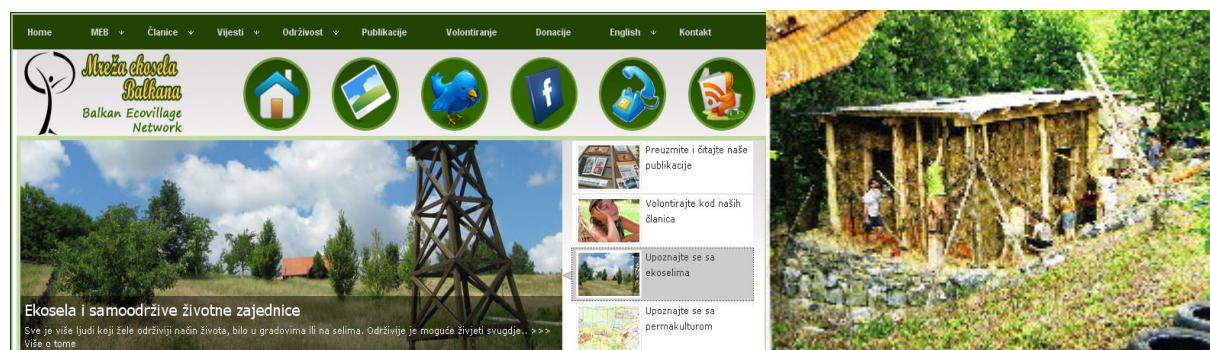 Home MEB Članice Vijesti Održivost Publikacije Volontiranje Donacije English Kontakt
Mreža ekosela
Balkana
Balkan Ecovillage
Network
f
Preuzmite i čitajte naše
publikacije
Volontirajte kod naših
članica
Upoznajte se sa
ekoselima
Upoznajte se sa
permakulturom
Ekosela i samoodržive životne zajednice
Sve je više ljudi koji žele održiviji način života, bilo u gradovima ili na selima. Održivije je moguće živjeti svugdje.. >>>
Više o tome